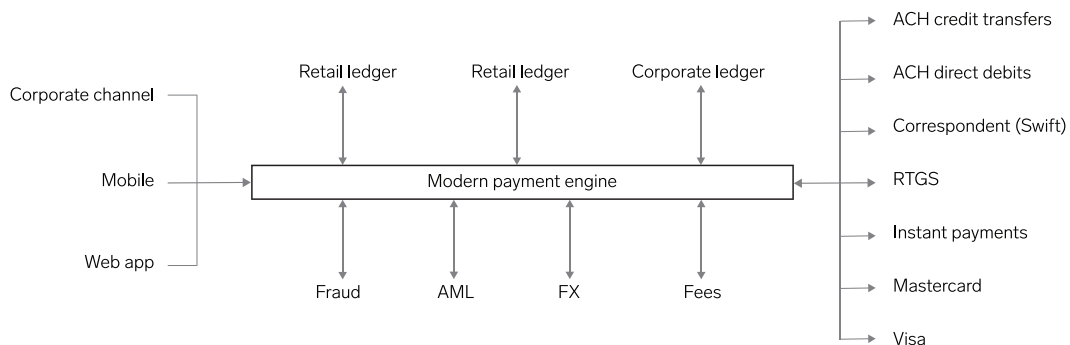 ACH credit transfers
Retail ledger
Retail ledger
Corporate ledger
ACH direct debits
Corporate channel
Correspondent (Swift)
Mobile
Modern payment engine
RTGS
Instant payments
Web app
Fraud
AML
FX
Fees
Mastercard
Visa